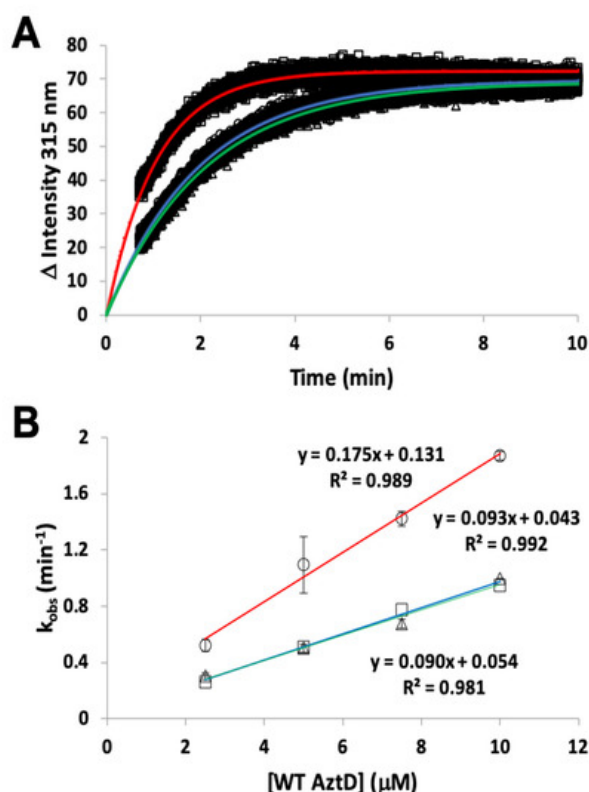 A
80
70
60
50
40
30
20
10
0
Δ Intensity 315 nm
0 2 4 6 8 10
Time (min)
B
2
1.6
1.2
0.8
0.4
0
k_obs (min⁻¹)
y = 0.175x + 0.131
R² = 0.989
y = 0.093x + 0.043
R² = 0.992
y = 0.090x + 0.054
R² = 0.981
0 2 4 6 8 10 12
[WT AztD] (μM)